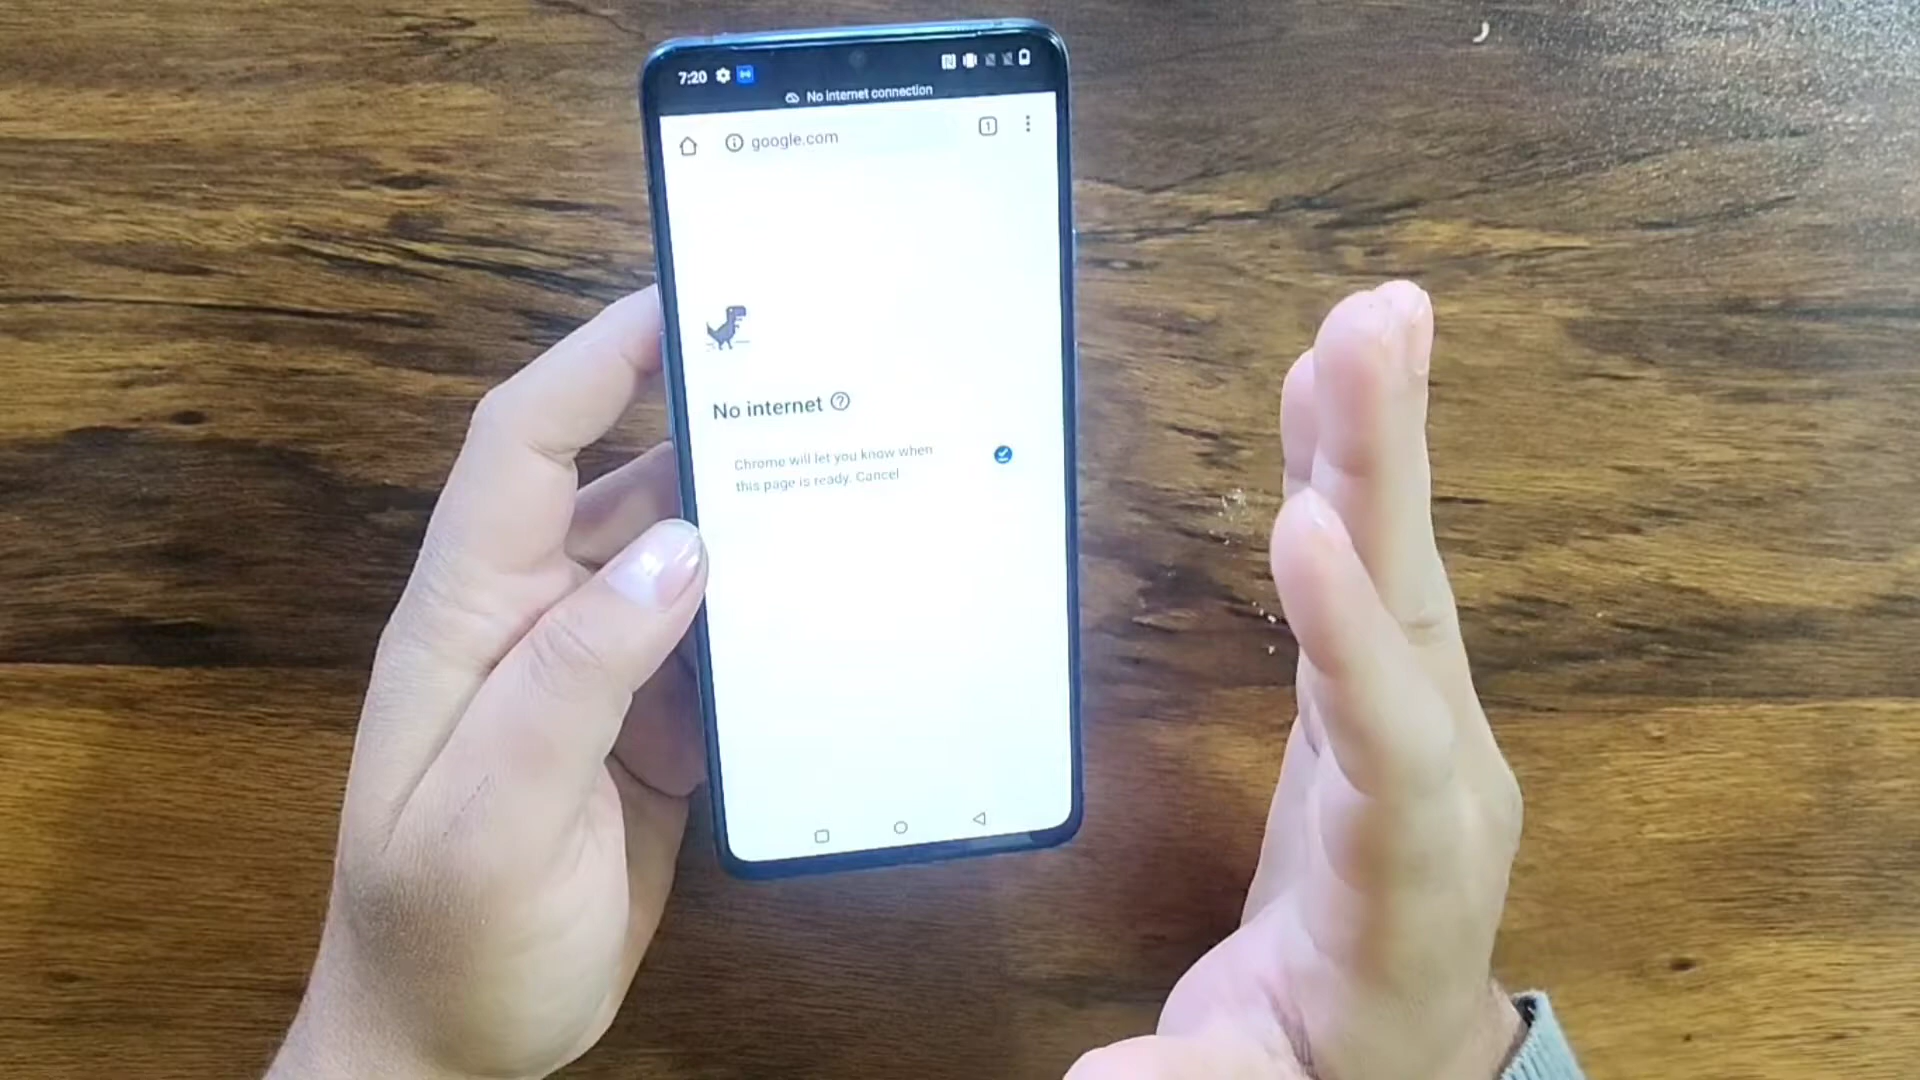 7:20
No internet connection
google.com
1
No internet
Chrome will let you know when
this page is ready. Cancel